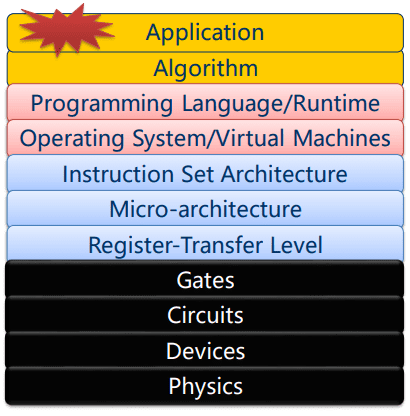 Application
Algorithm
Programming Language/Runtime
Operating System/Virtual Machines
Instruction Set Architecture
Micro-architecture
Register-Transfer Level
Gates
Circuits
Devices
Physics